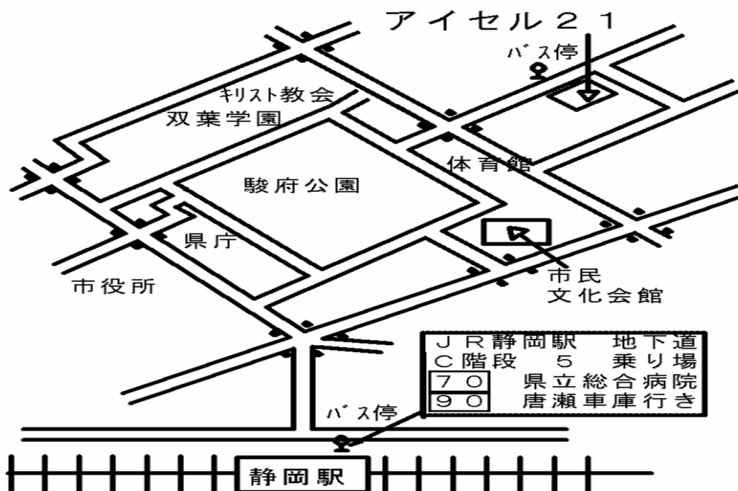 アイセル２１
バス停
キリスト教会
双葉学園
体育館
駿府公園
県庁
市役所
市民
文化会館
ＪＲ静岡駅　地下道
Ｃ階段　５　乗り場
７０　県立総合病院
９０　唐瀬車庫行き
バス停
静岡駅